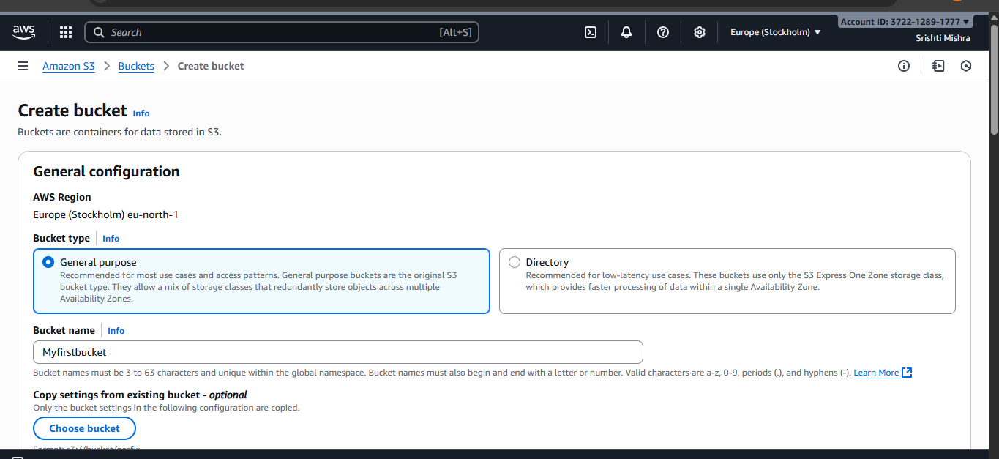 aws
Search [Alt+S] Europe (Stockholm) Account ID: 3722-1289-1777
Srishti Mishra
Amazon S3 > Buckets > Create bucket
Create bucket Info
Buckets are containers for data stored in S3.
General configuration
AWS Region
Europe (Stockholm) eu-north-1
Bucket type Info
General purpose
Recommended for most use cases and access patterns. General purpose buckets are the original S3
bucket type. They allow a mix of storage classes that redundantly store objects across multiple
Availability Zones.
Directory
Recommended for low-latency use cases. These buckets use only the S3 Express One Zone storage class,
which provides faster processing of data within a single Availability Zone.
Bucket name Info
Myfirstbucket
Bucket names must be 3 to 63 characters and unique within the global namespace. Bucket names must also begin and end with a letter or number. Valid characters are a-z, 0-9, periods (.), and hyphens (-). Learn More
Copy settings from existing bucket - optional
Only the bucket settings in the following configuration are copied.
Choose bucket
Format: s3://bucket/prefix